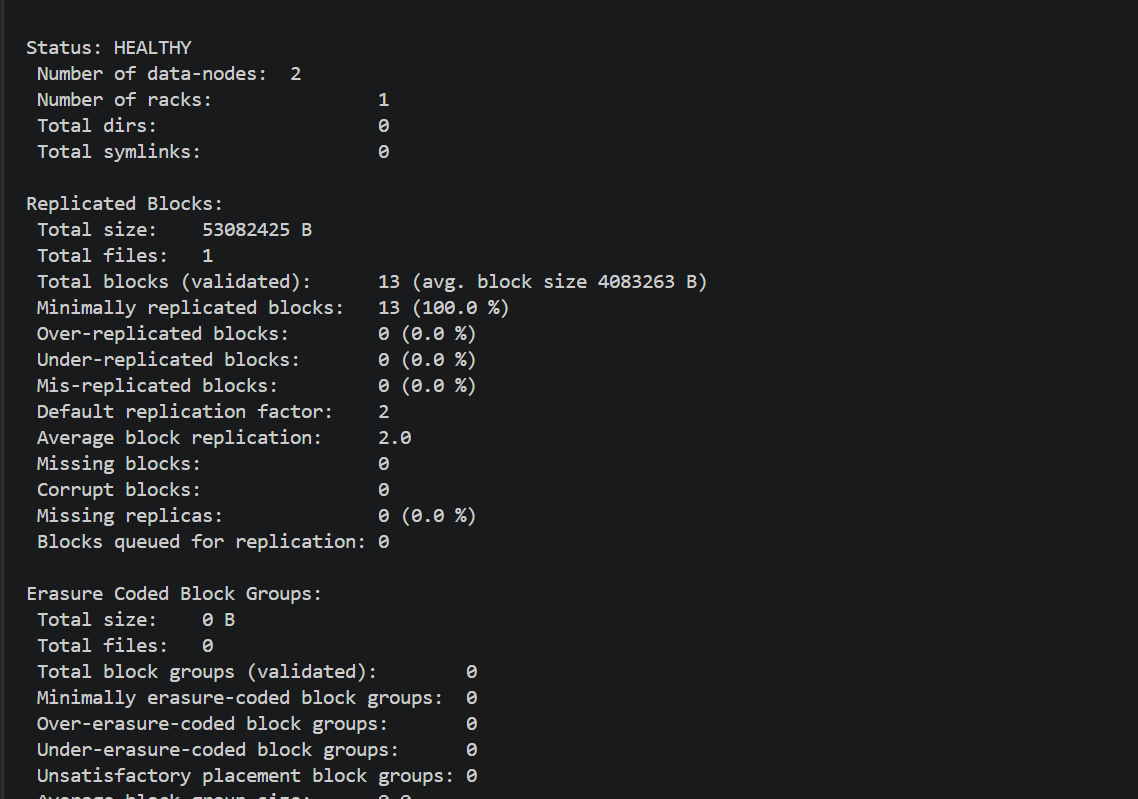 Status: HEALTHY
Number of data-nodes: 2
Number of racks: 1
Total dirs: 0
Total symlinks: 0
Replicated Blocks:
Total size: 53082425 B
Total files: 1
Total blocks (validated): 13 (avg. block size 4083263 B)
Minimally replicated blocks: 13 (100.0 %)
Over-replicated blocks: 0 (0.0 %)
Under-replicated blocks: 0 (0.0 %)
Mis-replicated blocks: 0 (0.0 %)
Default replication factor: 2
Average block replication: 2.0
Missing blocks: 0
Corrupt blocks: 0
Missing replicas: 0 (0.0 %)
Blocks queued for replication: 0
Erasure Coded Block Groups:
Total size: 0 B
Total files: 0
Total block groups (validated): 0
Minimally erasure-coded block groups: 0
Over-erasure-coded block groups: 0
Under-erasure-coded block groups: 0
Unsatisfactory placement block groups: 0
Average block group size: